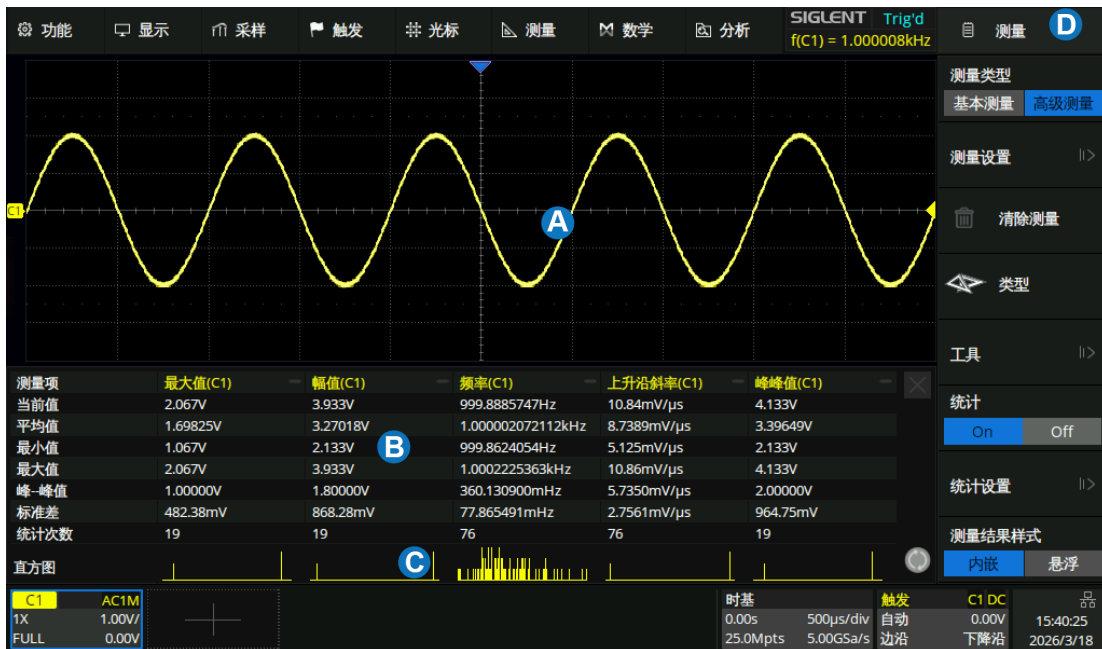 功能 显示 采样 触发 光标 测量 数学 分析 SIGLENT Trig'd 测量 D
f(C1) = 1.000008kHz
测量类型
基本测量 高级测量
测量设置
C1 A 清除测量
类型
工具
测量项 最大值(C1) 幅值(C1) 频率(C1) 上升沿斜率(C1) 峰峰值(C1)
当前值 2.067V 3.933V 999.8885747Hz 10.84mV/μs 4.133V
平均值 1.69825V 3.27018V 1.000002072112kHz 8.7389mV/μs 3.39649V
最小值 1.067V 2.133V B 999.8624054Hz 5.125mV/μs 2.133V
最大值 2.067V 3.933V 1.0002225363kHz 10.86mV/μs 4.133V
峰--峰值 1.00000V 1.80000V 360.130900mHz 5.7350mV/μs 2.00000V
标准差 482.38mV 868.28mV 77.865491mHz 2.7561mV/μs 964.75mV
统计次数 19 19 76 76 19
直方图 C
统计
On Off
统计设置
测量结果样式
内嵌 悬浮
C1 AC1M 时基 触发 C1 DC
1X 1.00V/ 0.00s 500μs/div 自动 0.00V 15:40:25
FULL 0.00V 25.0Mpts 5.00GSa/s 边沿 下降沿 2026/3/18